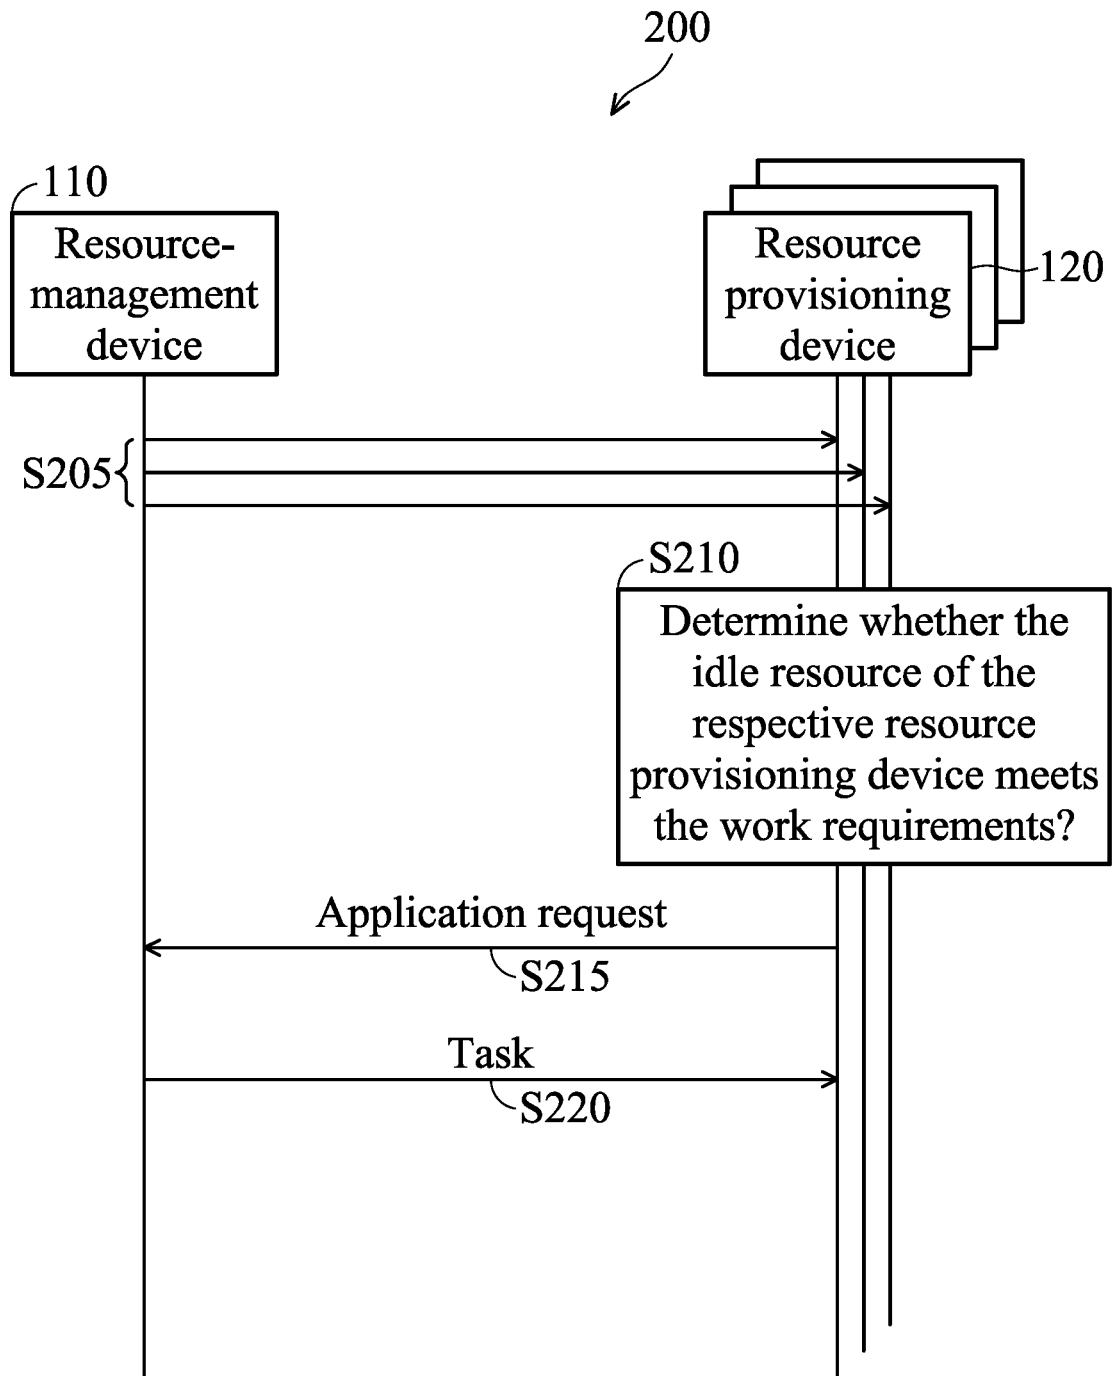 200
110
Resource-
management
device
Resource
provisioning
device
120
S205
S210
Determine whether the
idle resource of the
respective resource
provisioning device meets
the work requirements?
Application request
S215
Task
S220